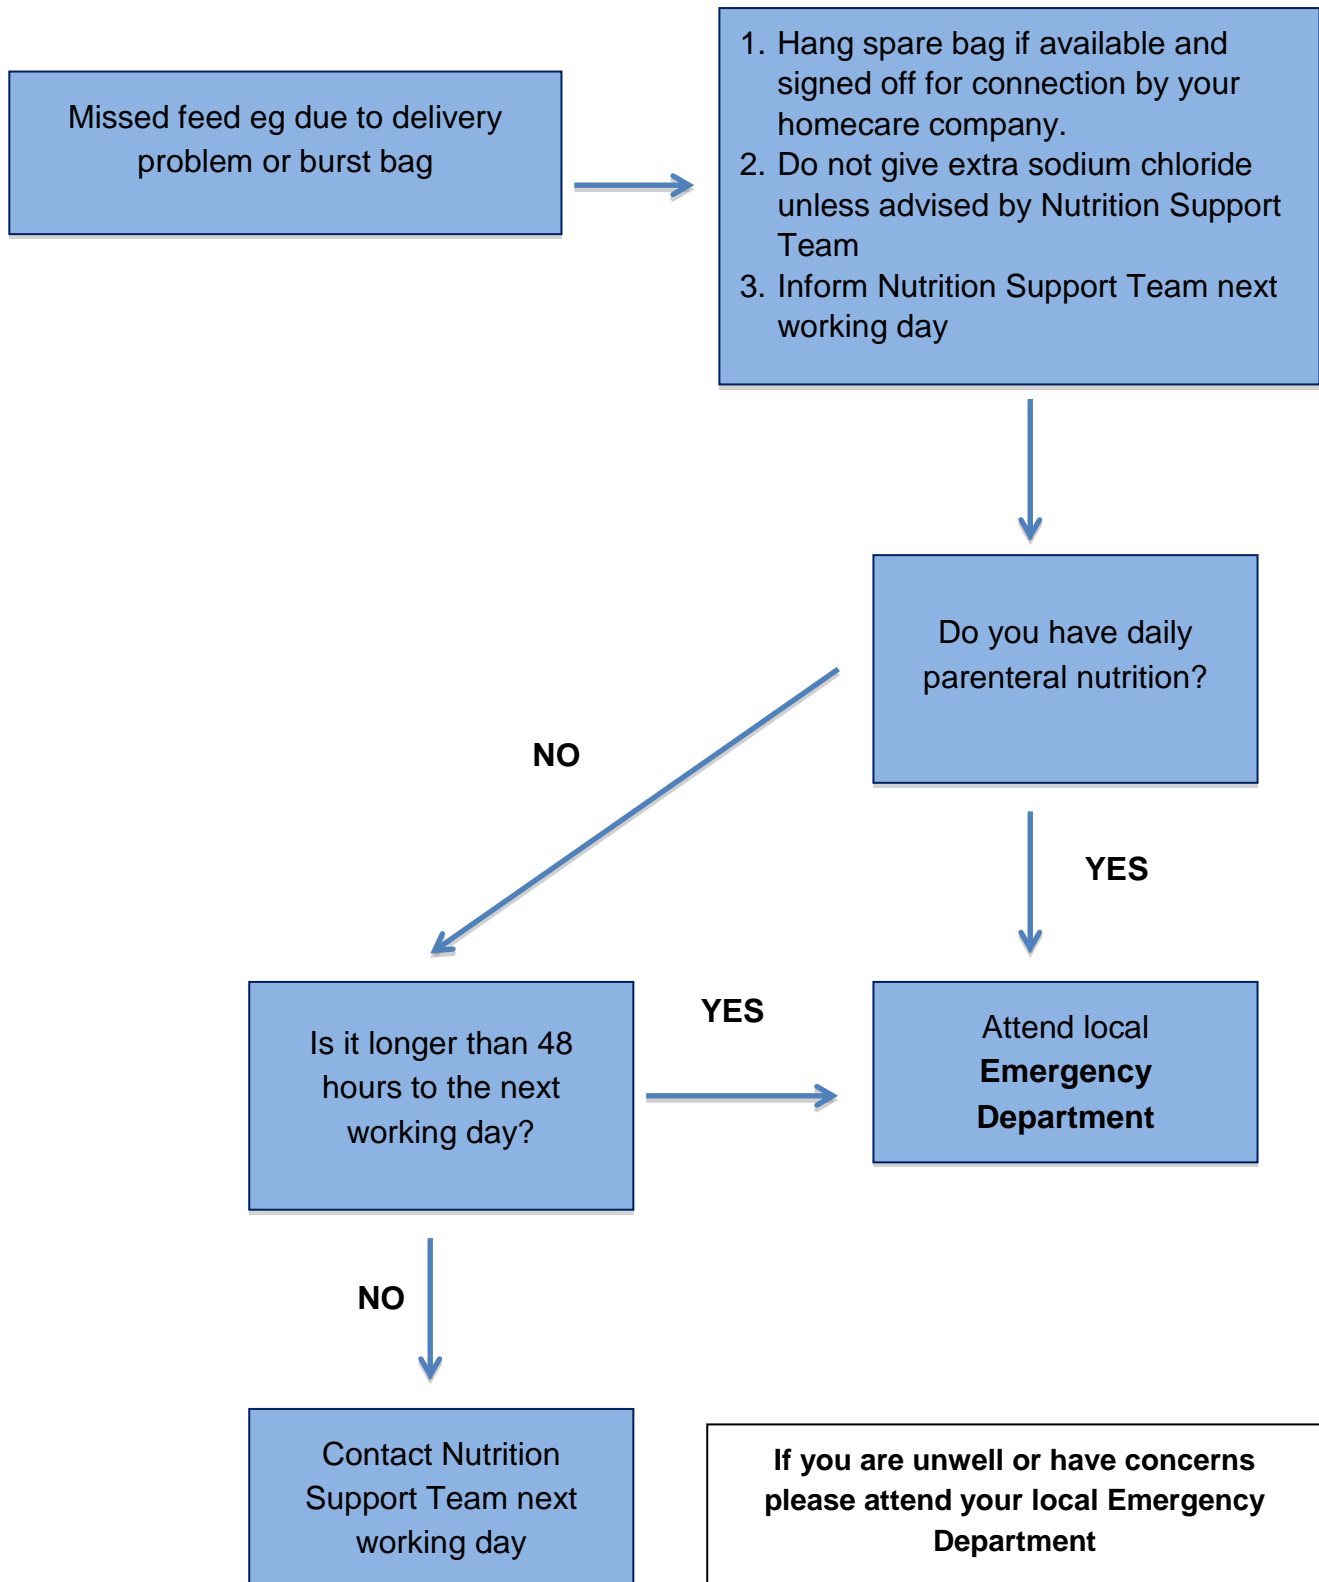 Missed feed eg due to delivery
problem or burst bag
1. Hang spare bag if available and
signed off for connection by your
homecare company.
2. Do not give extra sodium chloride
unless advised by Nutrition Support
Team
3. Inform Nutrition Support Team next
working day
Do you have daily
parenteral nutrition?
NO
YES
Is it longer than 48
hours to the next
working day?
YES
Attend local
Emergency
Department
NO
Contact Nutrition
Support Team next
working day
If you are unwell or have concerns
please attend your local Emergency
Department